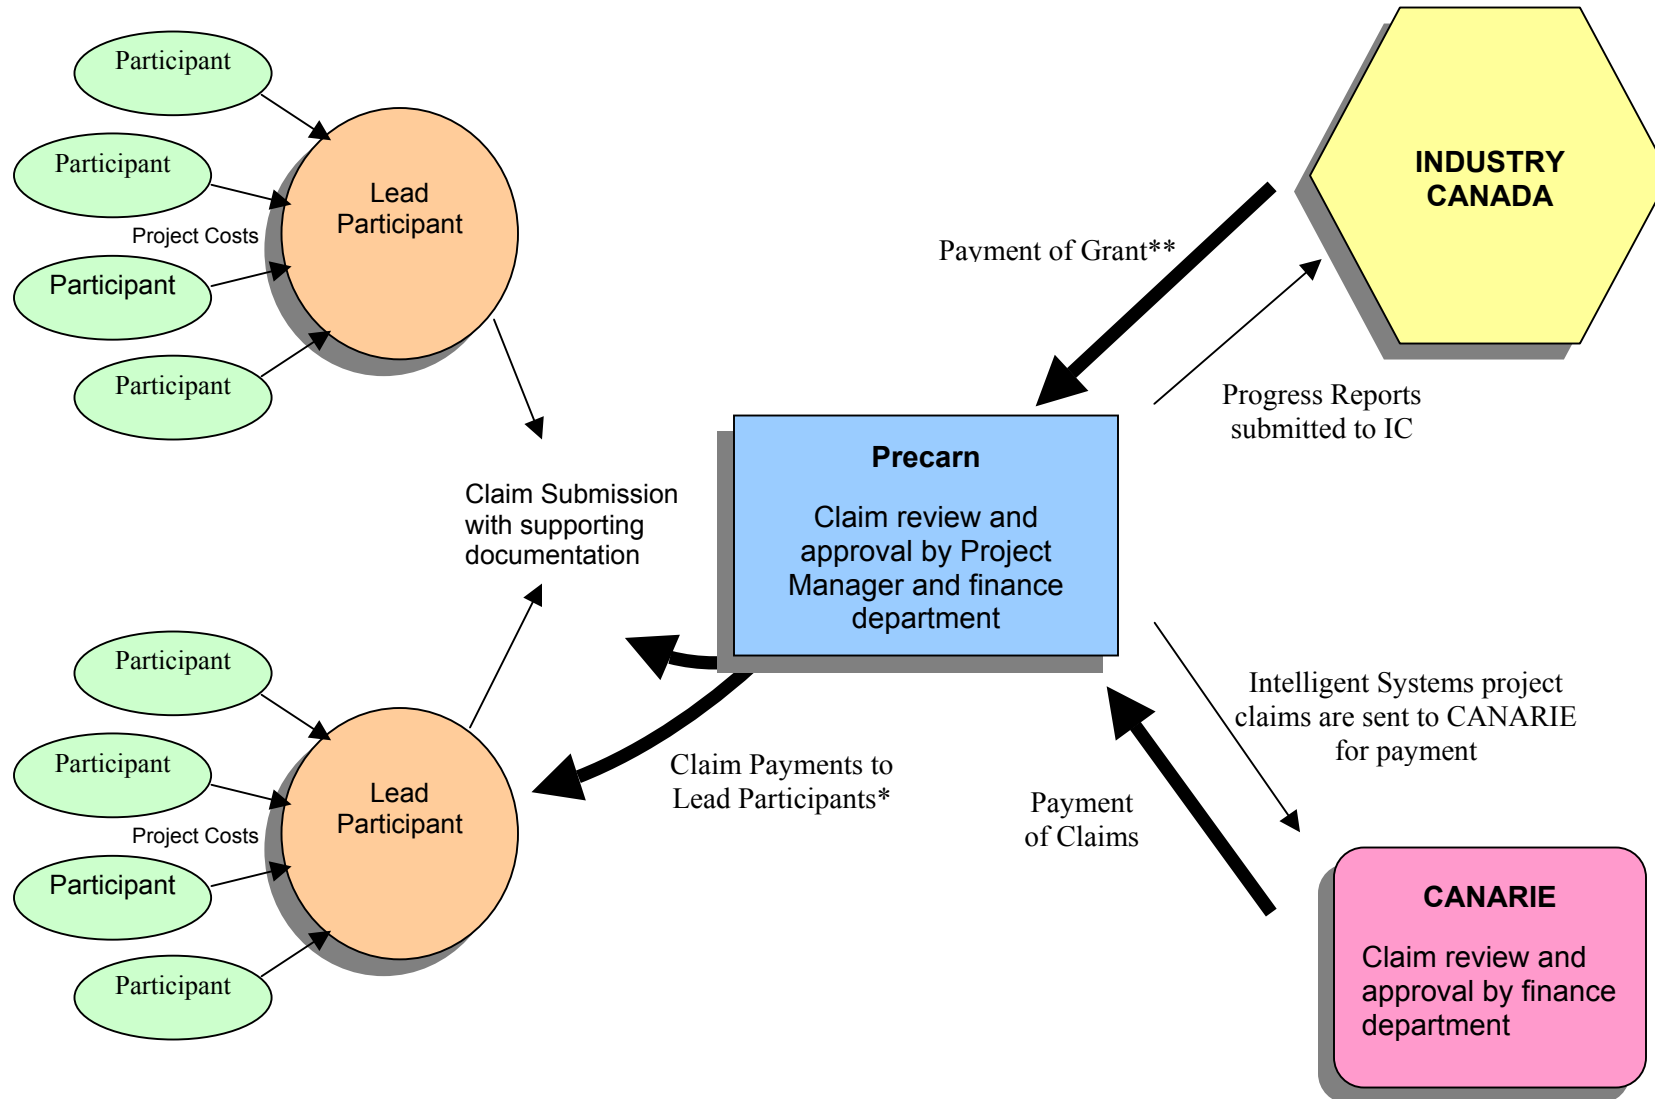 Participant
Participant
Project Costs
Participant
Participant
Lead
Participant
Claim Submission
with supporting
documentation
Participant
Participant
Project Costs
Participant
Participant
Lead
Participant
Claim Payments to
Lead Participants*
Precarn
Claim review and
approval by Project
Manager and finance
department
Payment of Grant**
INDUSTRY
CANADA
Progress Reports
submitted to IC
Intelligent Systems project
claims are sent to CANARIE
for payment
Payment
of Claims
CANARIE
Claim review and
approval by finance
department